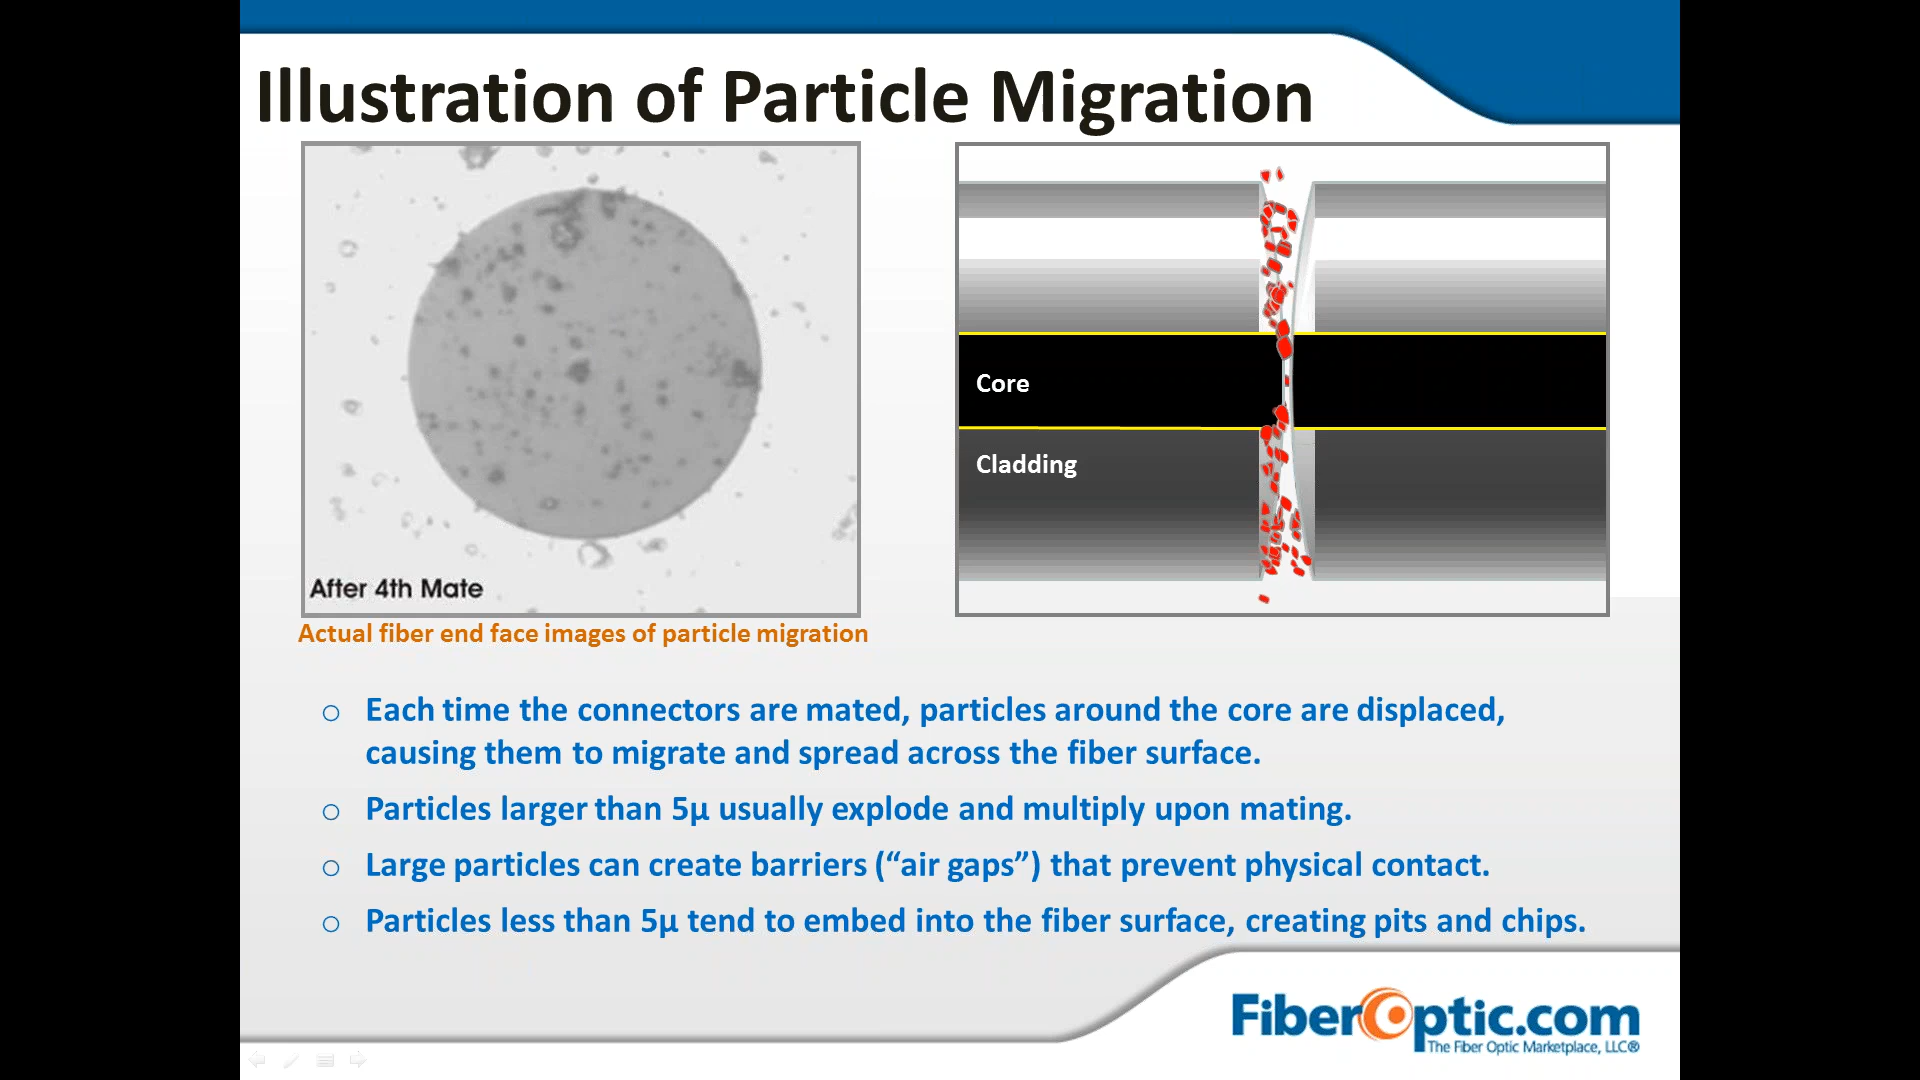 Illustration of Particle Migration
After 4th Mate
Actual fiber end face images of particle migration
Core
Cladding
o Each time the connectors are mated, particles around the core are displaced,
causing them to migrate and spread across the fiber surface.
o Particles larger than 5µ usually explode and multiply upon mating.
o Large particles can create barriers (“air gaps”) that prevent physical contact.
o Particles less than 5µ tend to embed into the fiber surface, creating pits and chips.
FiberOptic.com
The Fiber Optic Marketplace, LLC®